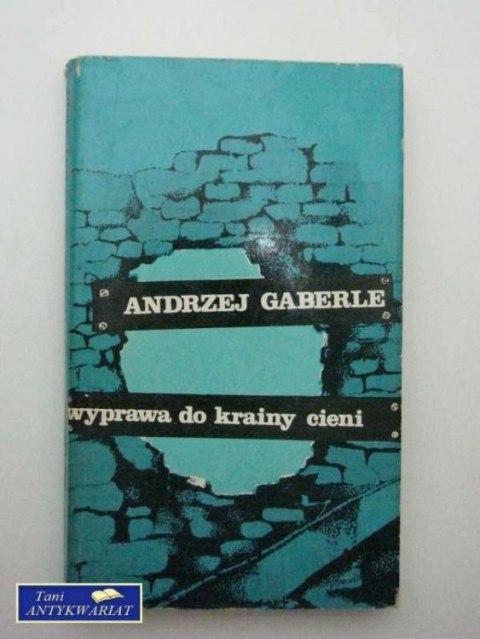 ANDRZEJ GABERLE
wyprawa do krainy cieni
Tani
ANTYKWARIAT